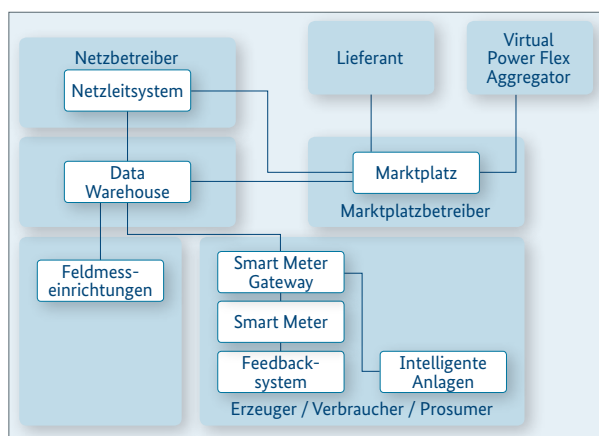 Netzbetreiber
Netzleitsystem
Lieferant
Virtual
Power Flex
Aggregator
Data
Warehouse
Marktplatz
Marktplatzbetreiber
Feldmess-
einrichtungen
Smart Meter
Gateway
Smart Meter
Feedback-
system
Intelligente
Anlagen
Erzeuger / Verbraucher / Prosumer